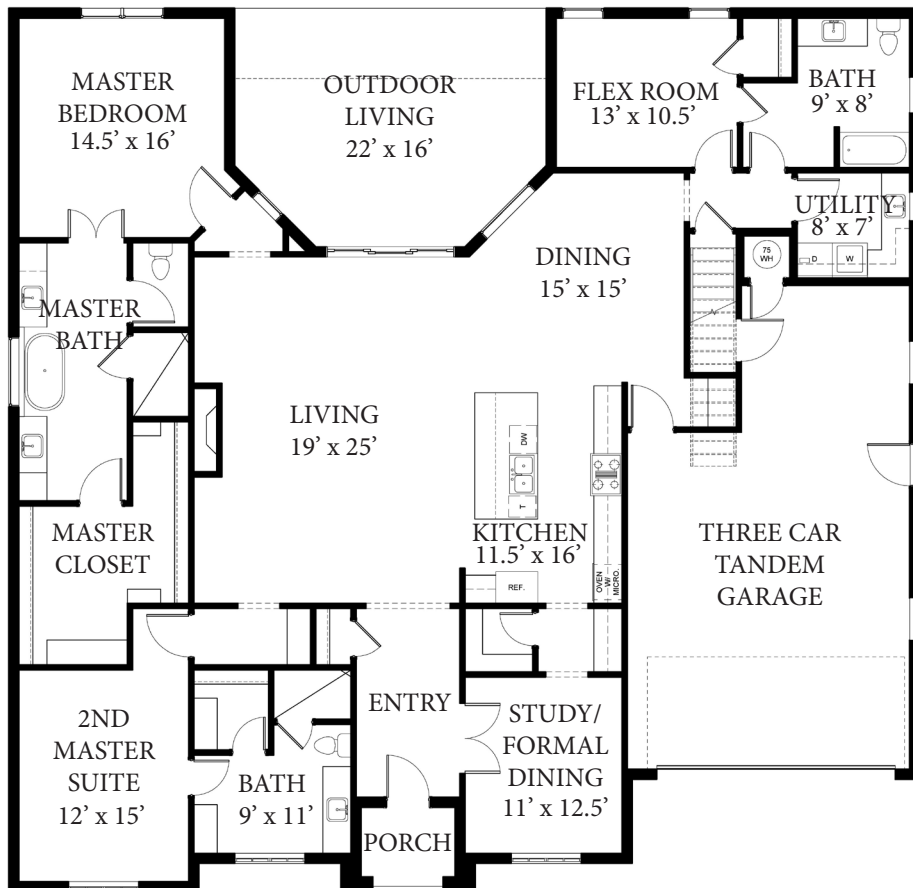 MASTER
BEDROOM
14.5’ x 16’
OUTDOOR
LIVING
22’ x 16’
FLEX ROOM
13’ x 10.5’
BATH
9’ x 8’
UTILITY
8’ x 7’
D
W
75
WH
DINING
15’ x 15’
MASTER
BATH
LIVING
19’ x 25’
DW
T
KITCHEN
11.5’ x 16’
REF.
OVEN
W/
MICRO.
MASTER
CLOSET
THREE CAR
TANDEM
GARAGE
2ND
MASTER
SUITE
12’ x 15’
BATH
9’ x 11’
ENTRY
STUDY/
FORMAL
DINING
11’ x 12.5’
PORCH